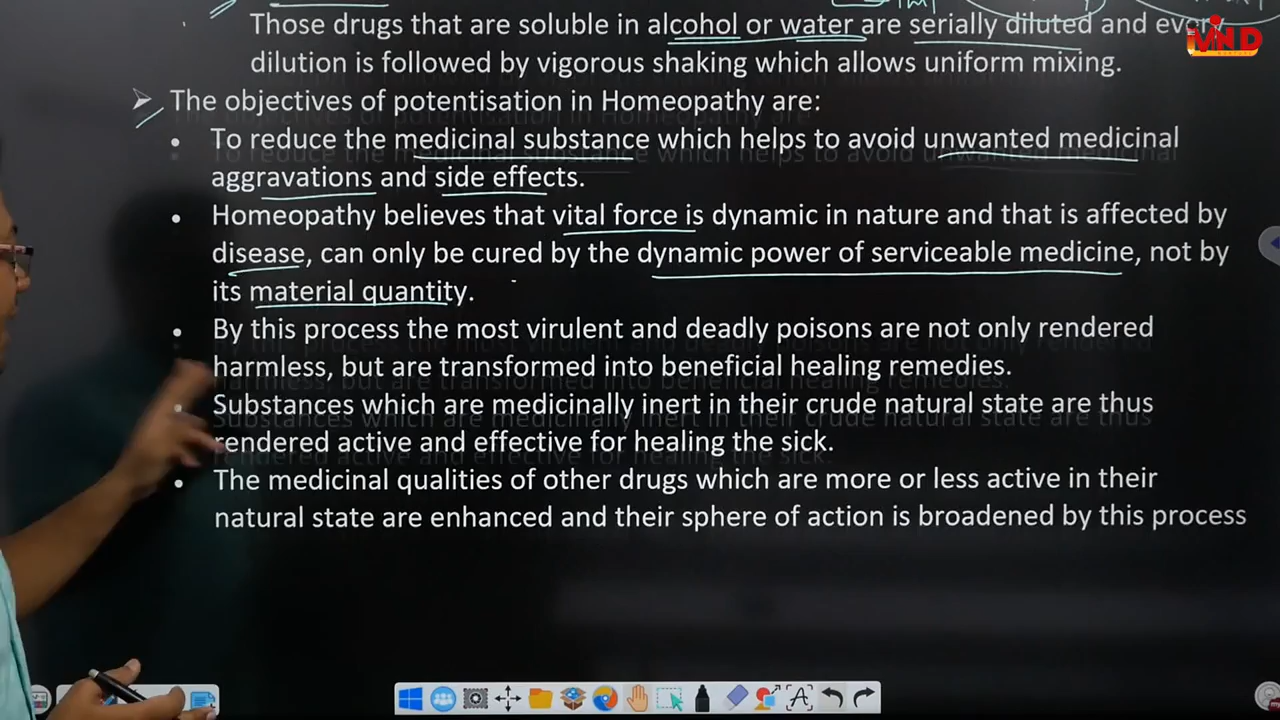 Those drugs that are soluble in alcohol or water are serially diluted and every
dilution is followed by vigorous shaking which allows uniform mixing.
The objectives of potentisation in Homeopathy are:
To reduce the medicinal substance which helps to avoid unwanted medicinal
aggravations and side effects.
Homeopathy believes that vital force is dynamic in nature and that is affected by
disease, can only be cured by the dynamic power of serviceable medicine, not by
its material quantity.
By this process the most virulent and deadly poisons are not only rendered
harmless, but are transformed into beneficial healing remedies.
Substances which are medicinally inert in their crude natural state are thus
rendered active and effective for healing the sick.
The medicinal qualities of other drugs which are more or less active in their
natural state are enhanced and their sphere of action is broadened by this process